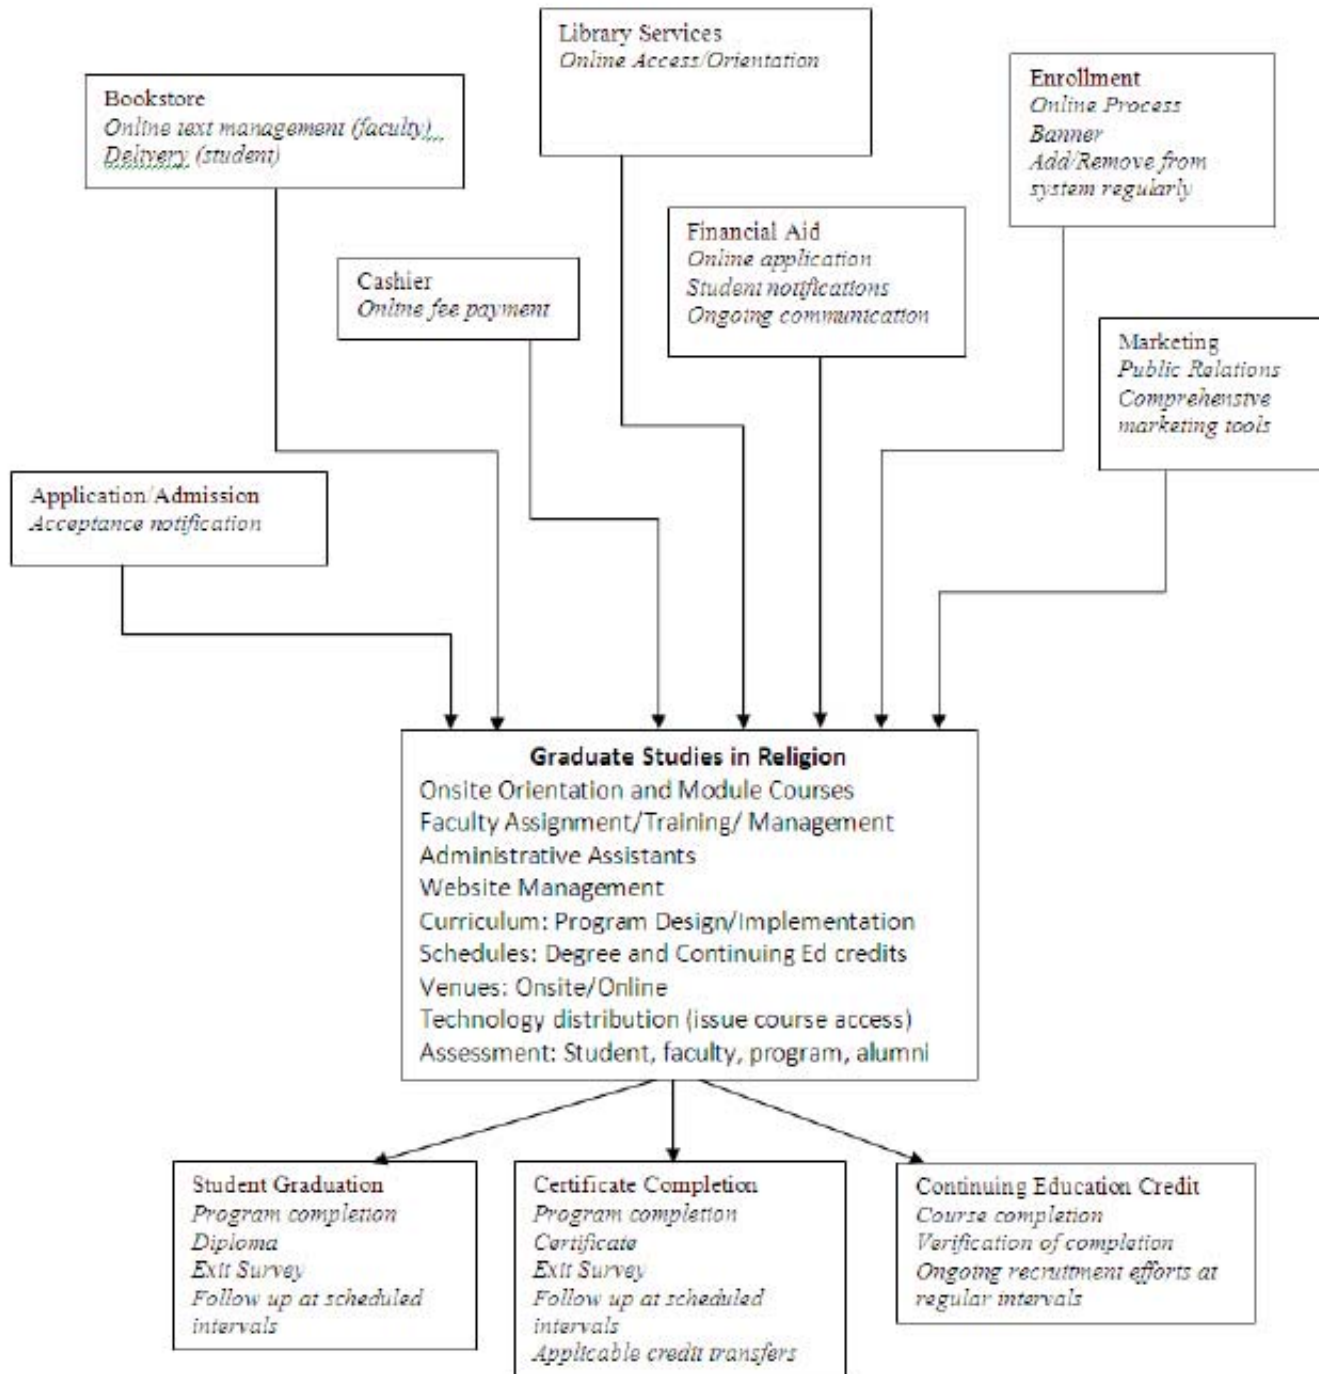 Library Services
Online Access/Orientation
Bookstore
Online text management (faculty)
Delivery (student)
Enrollment
Online Process
Banner
Add/Remove from
system regularly
Financial Aid
Online application
Student notifications
Ongoing communication
Cashier
Online fee payment
Marketing
Public Relations
Comprehensive
marketing tools
Application/Admission
Acceptance notification
Graduate Studies in Religion
Onsite Orientation and Module Courses
Faculty Assignment/Training/ Management
Administrative Assistants
Website Management
Curriculum: Program Design/Implementation
Schedules: Degree and Continuing Ed credits
Venues: Onsite/Online
Technology distribution (issue course access)
Assessment: Student, faculty, program, alumni
Student Graduation
Program completion
Diploma
Exit Survey
Follow up at scheduled
intervals
Certificate Completion
Program completion
Certificate
Exit Survey
Follow up at scheduled
intervals
Applicable credit transfers
Continuing Education Credit
Course completion
Verification of completion
Ongoing recruitment efforts at
regular intervals